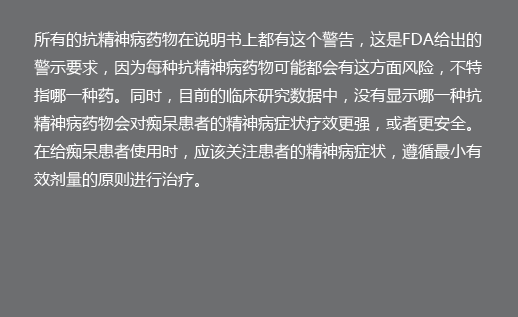 所有的抗精神病药物在说明书上都有这个警告，这是FDA给出的
警示要求，因为每种抗精神病药物可能都会有这方面风险，不特
指哪一种药。同时，目前的临床研究数据中，没有显示哪一种抗
精神病药物会对痴呆患者的精神病症状疗效更强，或者更安全。
在给痴呆患者使用时，应该关注患者的精神病症状，遵循最小有
效剂量的原则进行治疗。